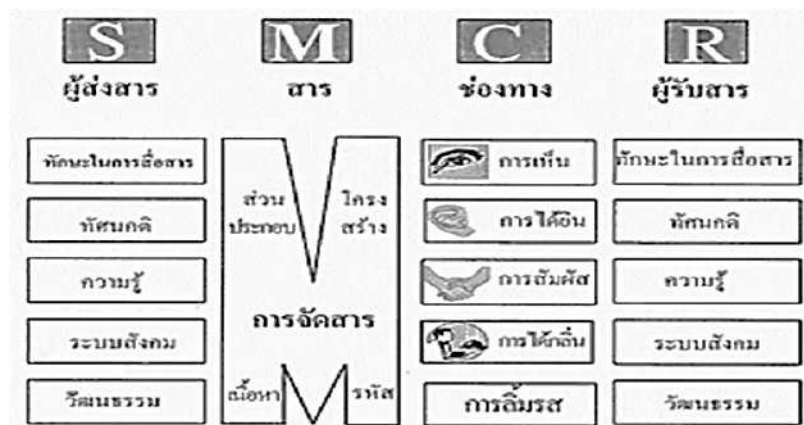 S M C R
ผู้ส่งสาร สาร ช่องทาง ผู้รับสาร
ทักษะในการสื่อสาร
ทัศนคติ
ความรู้
ระบบสังคม
วัฒนธรรม
ส่วน
ประกอบ
โครง
สร้าง
การจัดสาร
เนื้อหา
รหัส
การเห็น
การได้ยิน
การสัมผัส
การได้กลิ่น
การลิ้มรส
ทักษะในการสื่อสาร
ทัศนคติ
ความรู้
ระบบสังคม
วัฒนธรรม